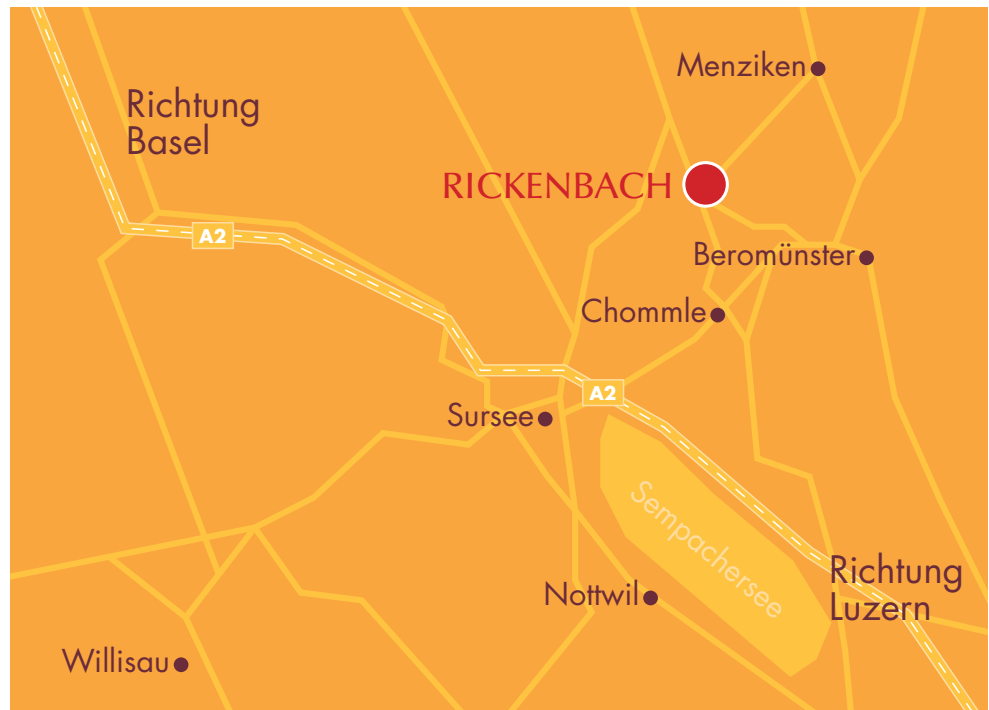 Menziken
Richtung
Basel
RICKENBACH
A2
Beromünster
Chommle
A2
Sursee
Sempachersee
Richtung
Luzern
Nottwil
Willisau